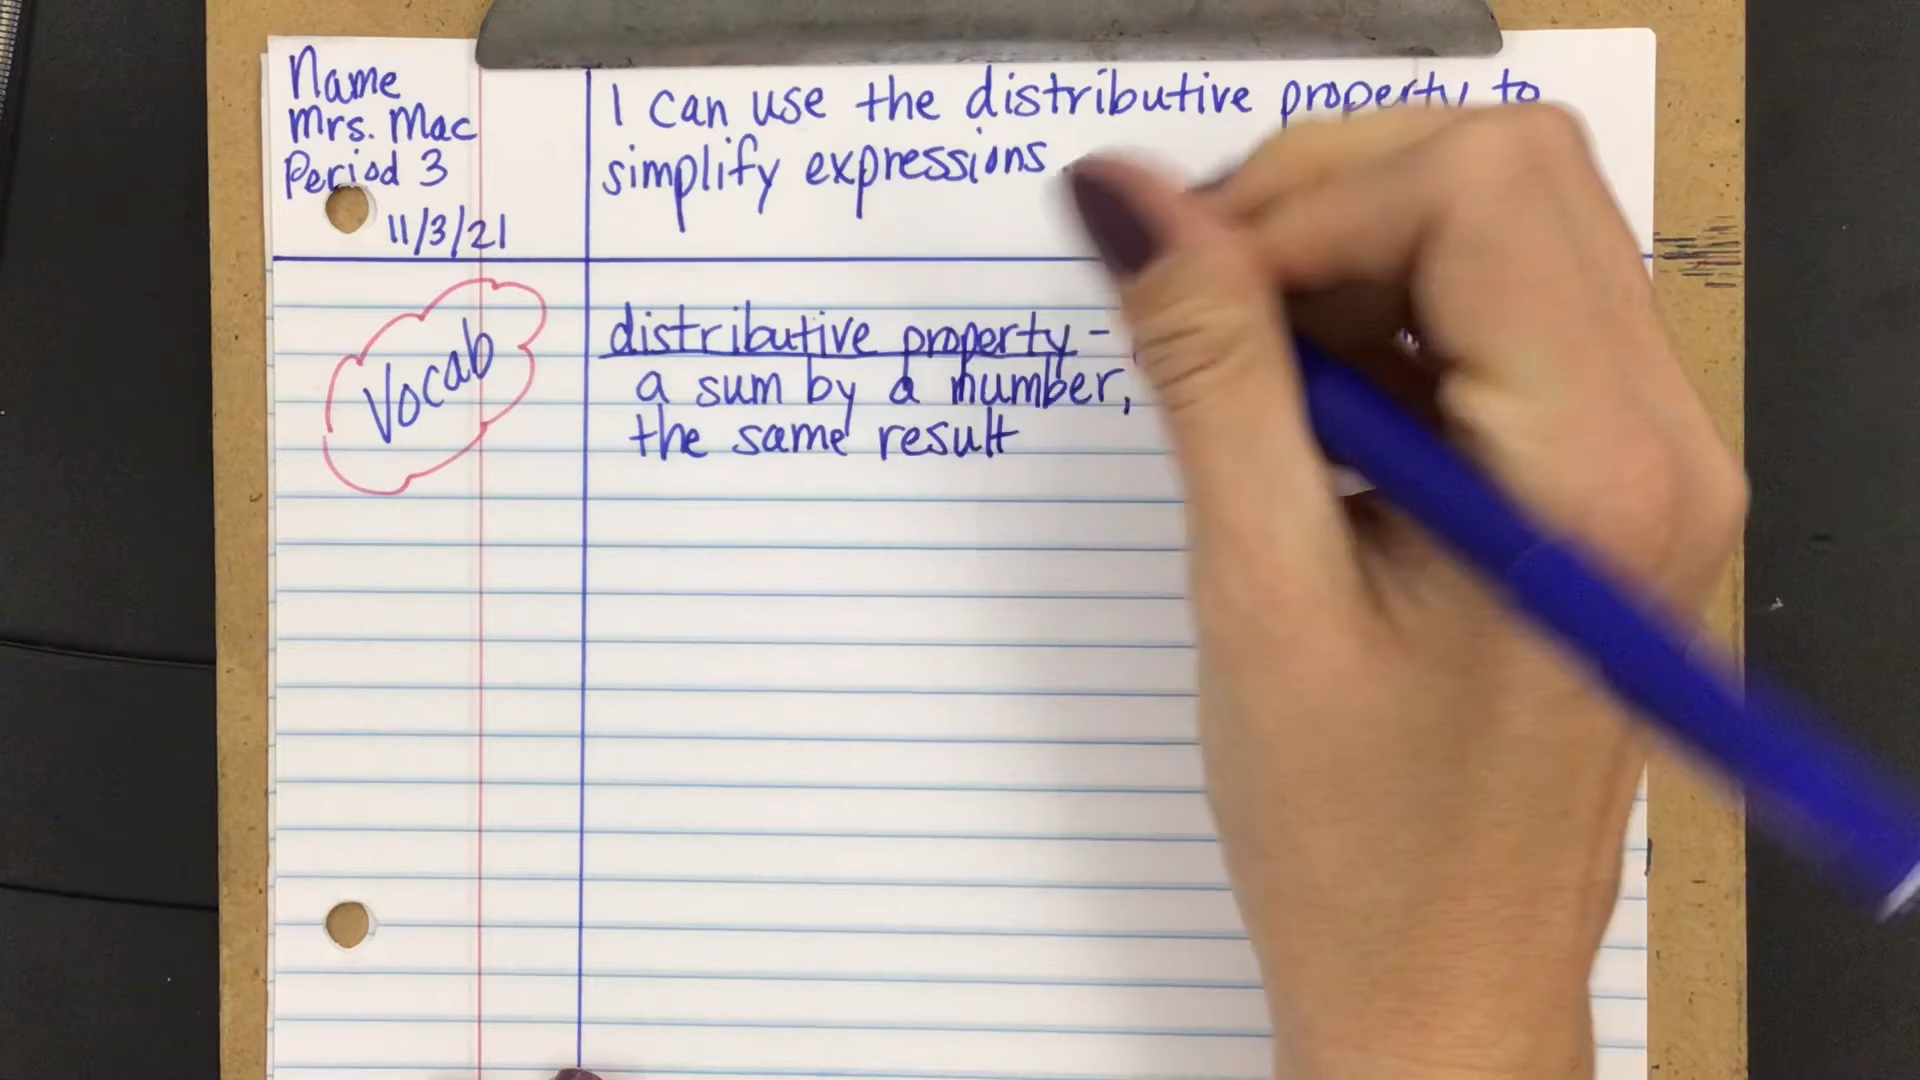 Name
Mrs. Mac
Period 3
11/3/21
I can use the distributive property to
simplify expressions
Vocab
distributive property -
a sum by a number,
the same result